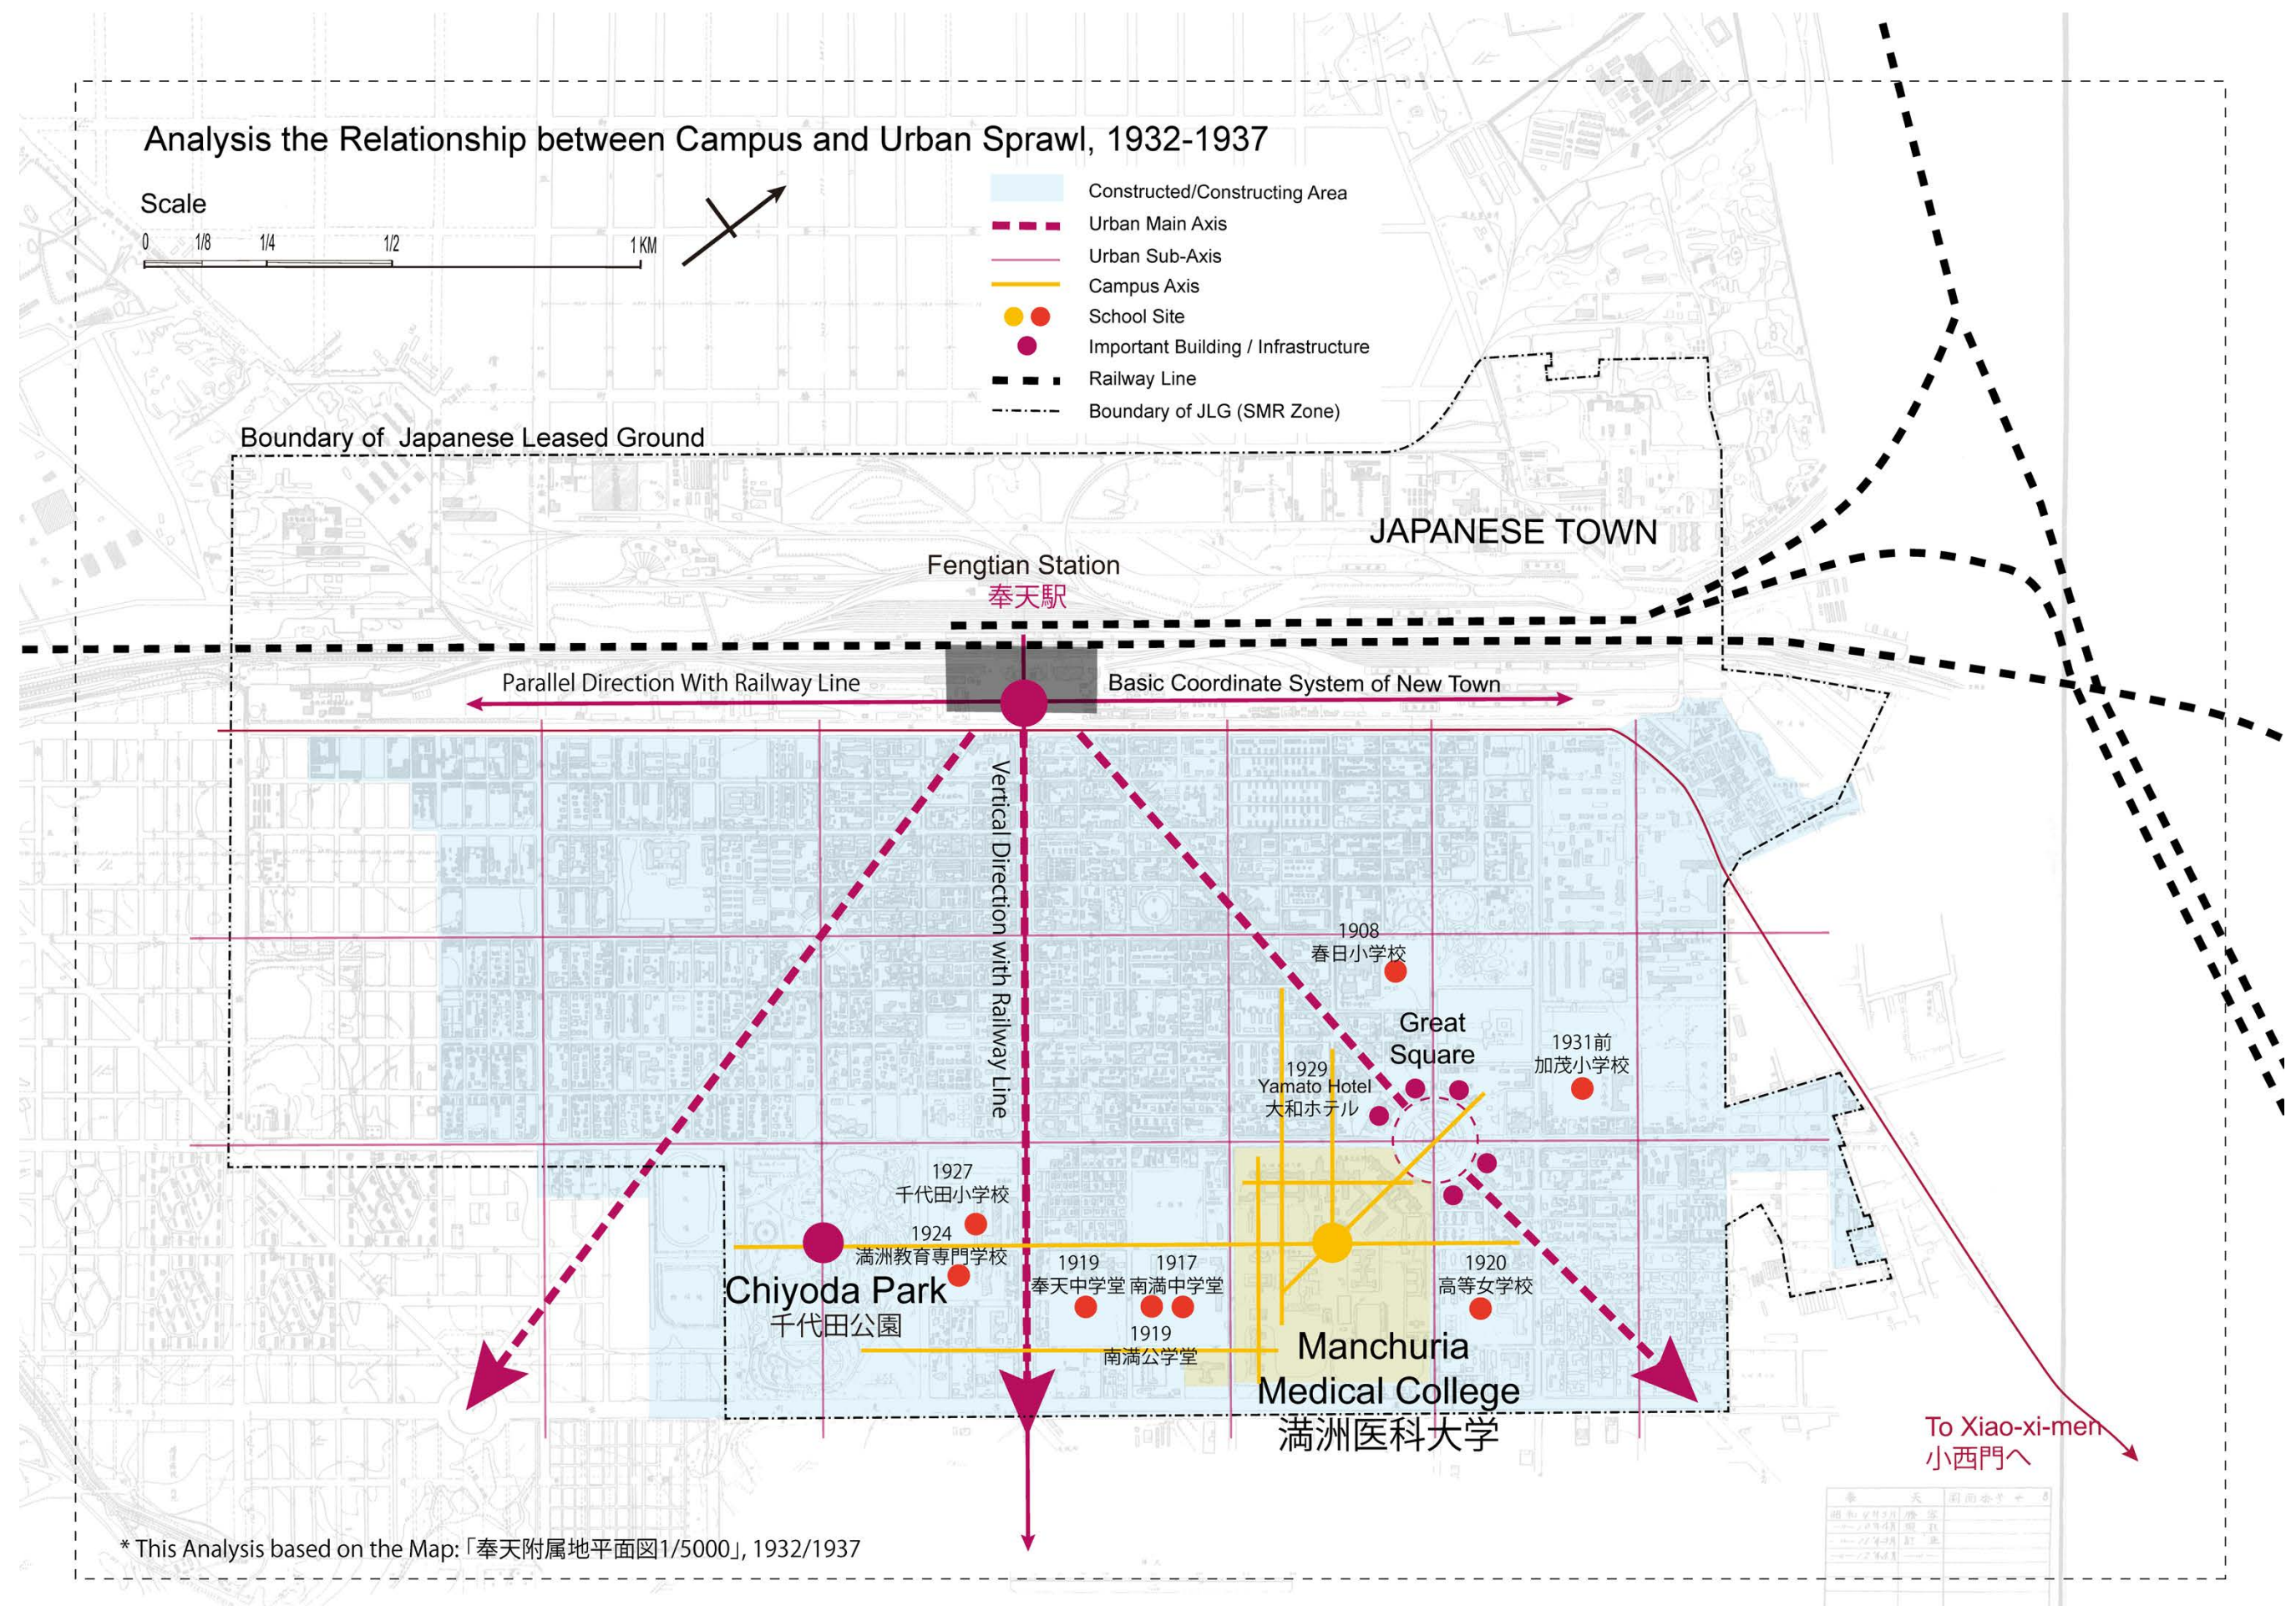 Analysis the Relationship between Campus and Urban Sprawl, 1932-1937
Scale
0 1/8 1/4 1/2 1 KM
Constructed/Constructing Area
Urban Main Axis
Urban Sub-Axis
Campus Axis
School Site
Important Building / Infrastructure
Railway Line
Boundary of JLG (SMR Zone)
Boundary of Japanese Leased Ground
JAPANESE TOWN
Fengtian Station
奉天駅
Parallel Direction With Railway Line
Basic Coordinate System of New Town
Vertical Direction with Railway Line
1908
春日小学校
Great
Square
1931前
加茂小学校
1929
Yamato Hotel
大和ホテル
1927
千代田小学校
1924
満洲教育専門学校
Chiyoda Park
千代田公園
1919
奉天中学堂
1917
南満中学堂
1919
南満公学堂
1920
高等女学校
Manchuria
Medical College
満洲医科大学
To Xiao-xi-men
小西門へ
* This Analysis based on the Map:「奉天附属地平面図1/5000」, 1932/1937